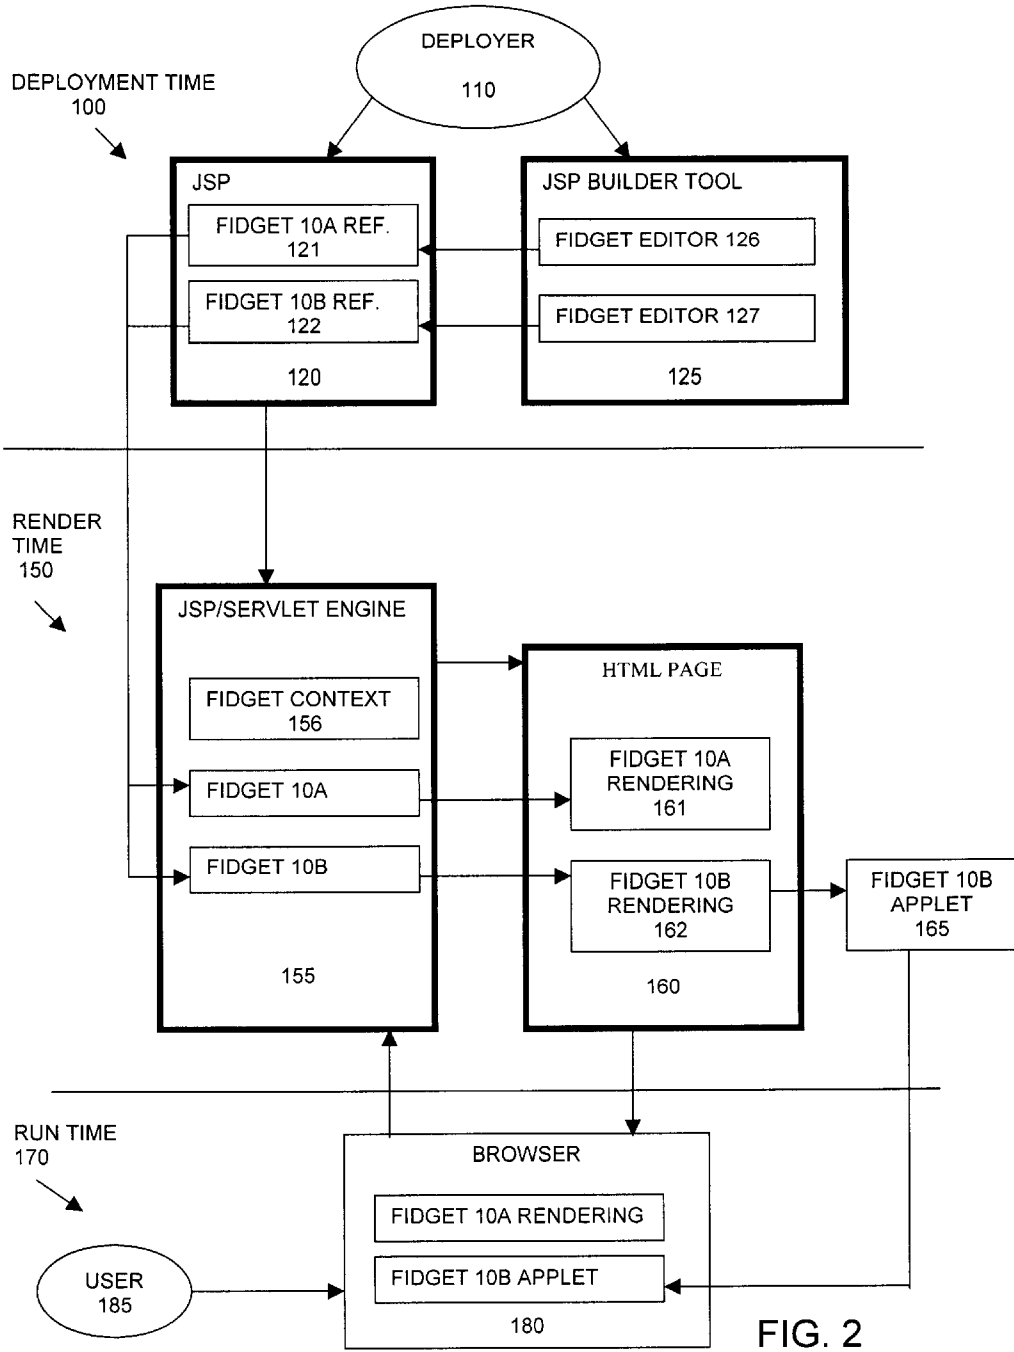 DEPLOYER
110
DEPLOYMENT TIME
100
JSP
FIDGET 10A REF.
121
FIDGET 10B REF.
122
120
JSP BUILDER TOOL
FIDGET EDITOR 126
FIDGET EDITOR 127
125
RENDER
TIME
150
JSP/SERVLET ENGINE
FIDGET CONTEXT
156
FIDGET 10A
FIDGET 10B
155
HTML PAGE
FIDGET 10A
RENDERING
161
FIDGET 10B
RENDERING
162
160
FIDGET 10B
APPLET
165
RUN TIME
170
BROWSER
FIDGET 10A RENDERING
FIDGET 10B APPLET
180
USER
185
FIG. 2